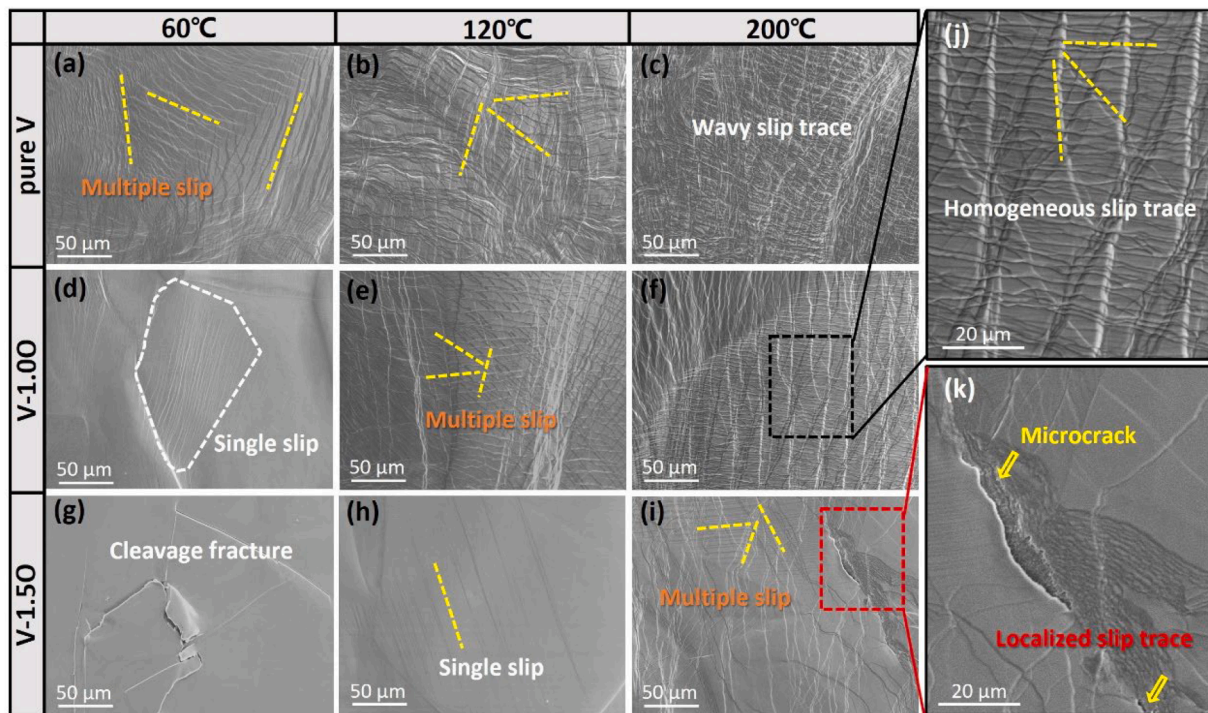 60℃ 120℃ 200℃
pure V
(a)
Multiple slip
50 μm
(b)
50 μm
(c)
Wavy slip trace
50 μm
(j)
Homogeneous slip trace
20 μm
V-1.0O
(d)
Single slip
50 μm
(e)
Multiple slip
50 μm
(f)
50 μm
(k)
Microcrack
Localized slip trace
20 μm
V-1.5O
(g)
Cleavage fracture
50 μm
(h)
Single slip
50 μm
(i)
Multiple slip
50 μm